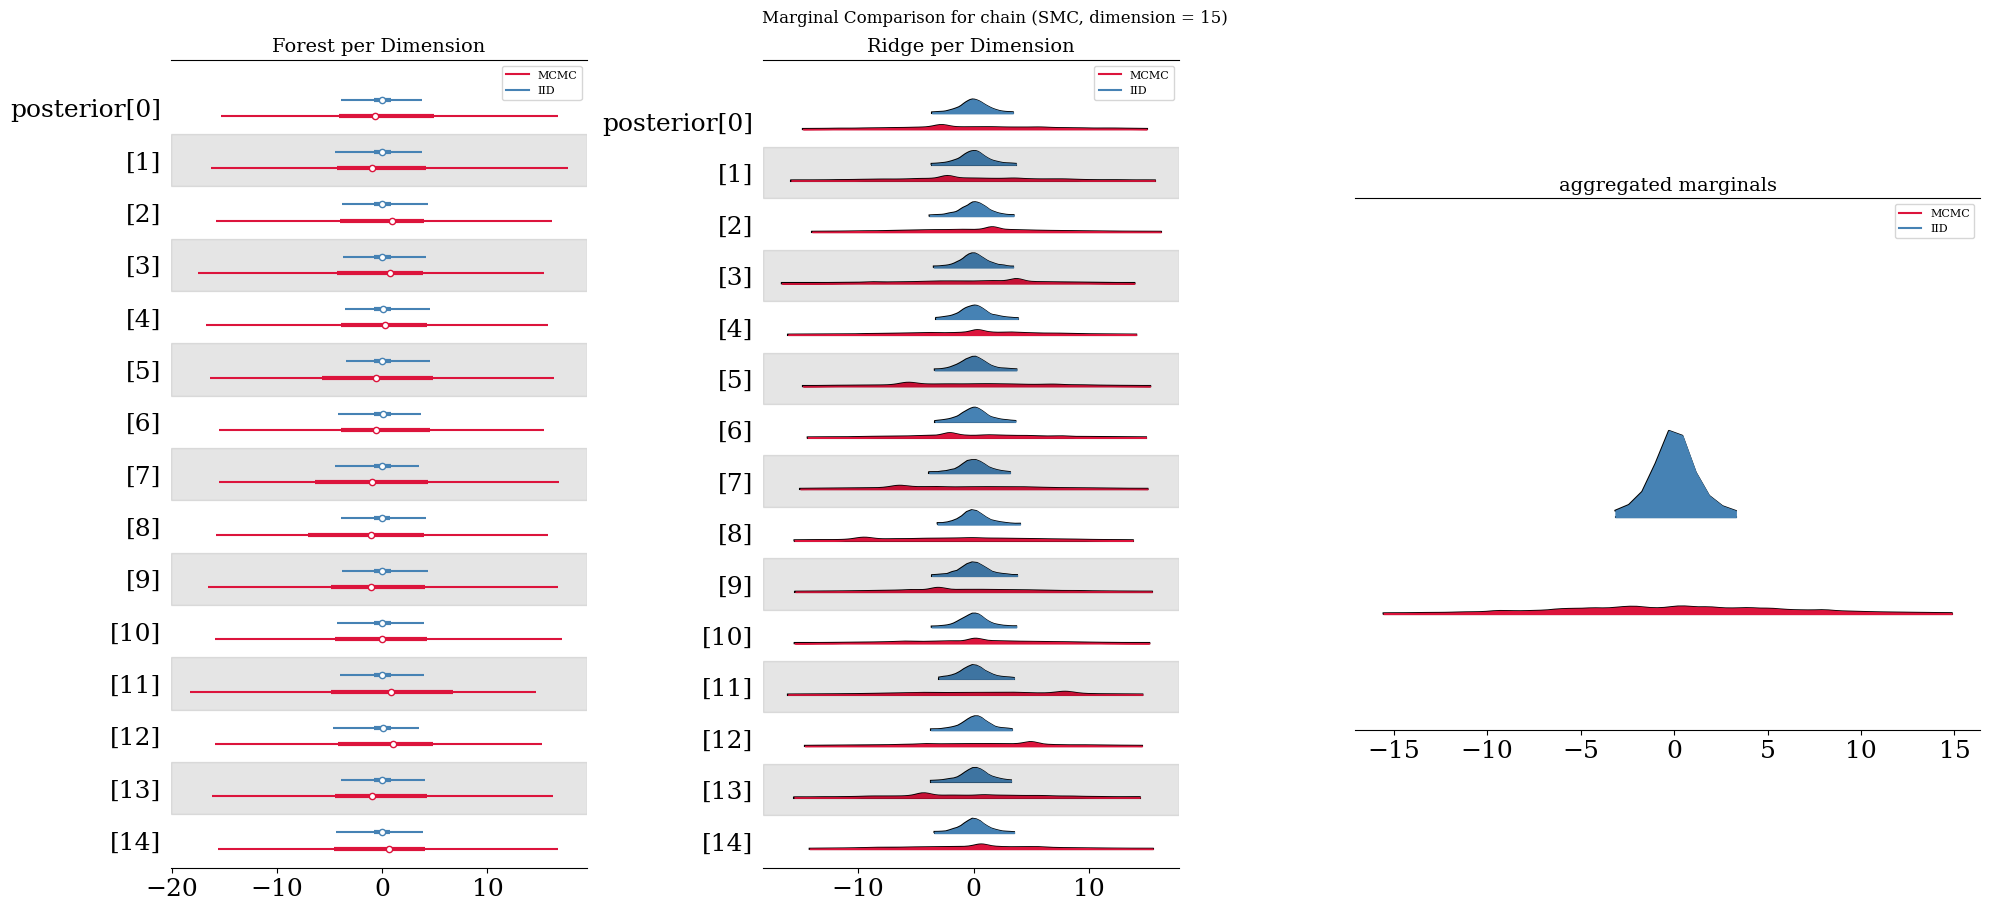 Marginal Comparison for chain (SMC, dimension = 15)
Forest per Dimension
MCMC
IID
posterior[0]
[1]
[2]
[3]
[4]
[5]
[6]
[7]
[8]
[9]
[10]
[11]
[12]
[13]
[14]
−20 −10 0 10
Ridge per Dimension
MCMC
IID
posterior[0]
[1]
[2]
[3]
[4]
[5]
[6]
[7]
[8]
[9]
[10]
[11]
[12]
[13]
[14]
−10 0 10
aggregated marginals
MCMC
IID
−15 −10 −5 0 5 10 15